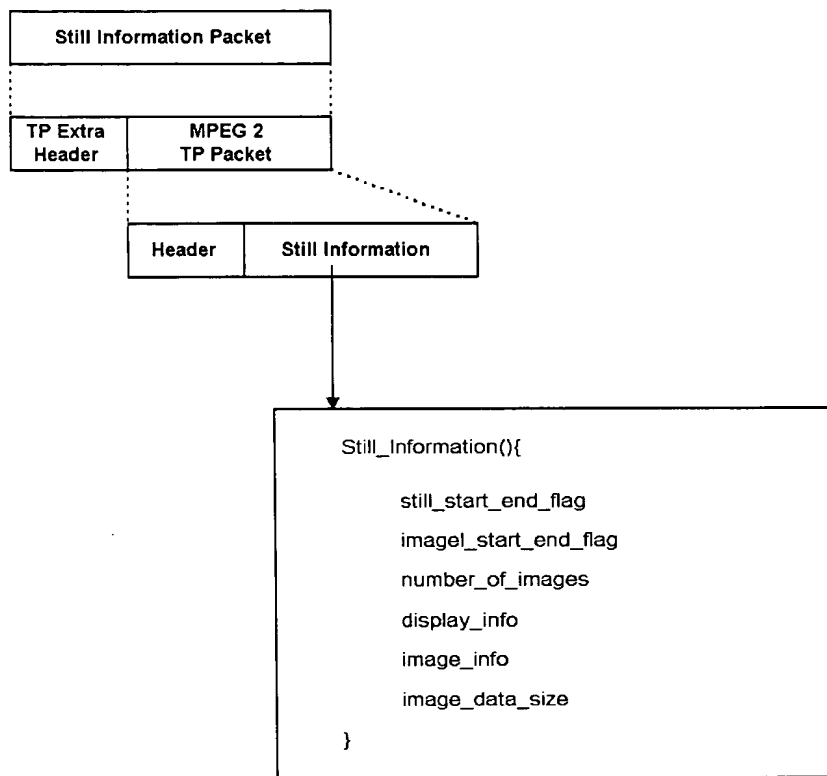 Still Information Packet
TP Extra
Header
MPEG 2
TP Packet
Header
Still Information
Still_Information(){
still_start_end_flag
imagel_start_end_flag
number_of_images
display_info
image_info
image_data_size
}